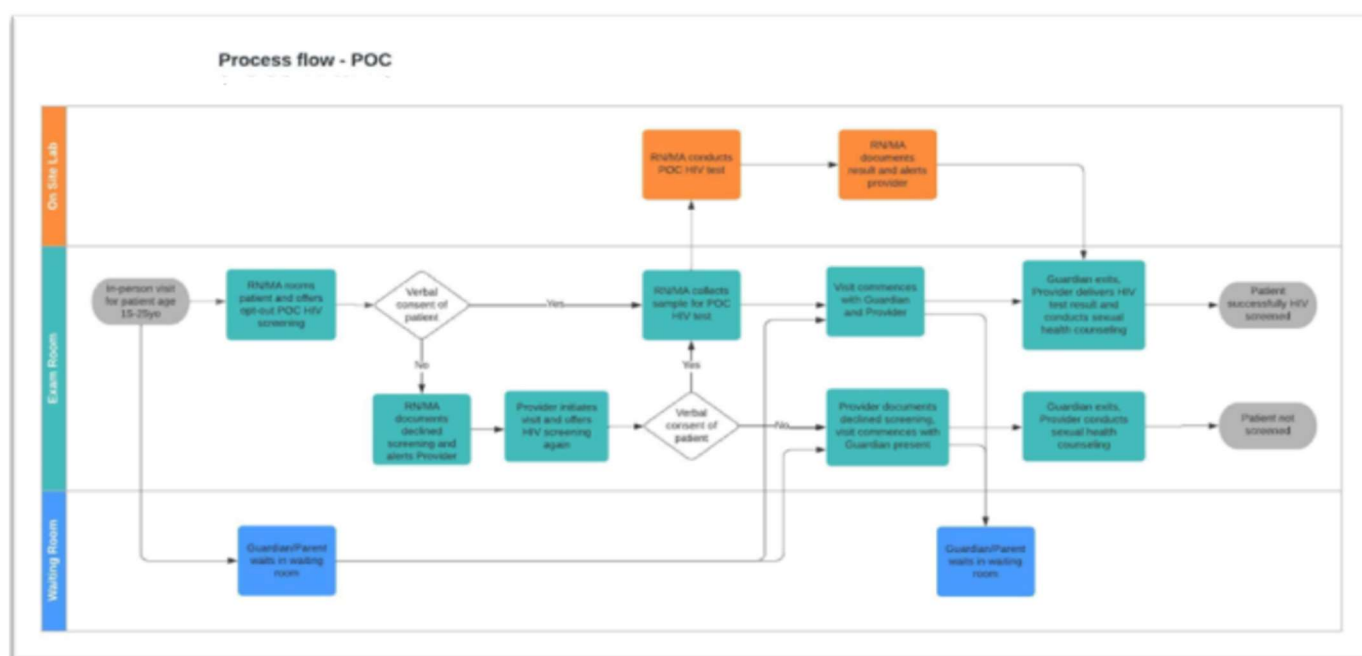 Process flow - POC
On Site Lab
RN/MA conducts
POC HIV test
RN/MA
documents
result and alerts
provider
Exam Room
In-person visit
for patient age
15-25yo
RN/MA rooms
patient and offers
opt-out POC HIV
screening
Verbal
consent of
patient
Yes
RN/MA collects
sample for POC
HIV test
Visit commences
with Guardian
and Provider
Guardian exits,
Provider delivers HIV
test result and
conducts sexual
health counseling
Patient
successfully HIV
screened
No
Yes
RN/MA
documents
declined
screening and
alerts Provider
Provider initiates
visit and offers
HIV screening
again
Verbal
consent of
patient
No
Provider documents
declined screening,
visit commences with
Guardian present
Guardian exits,
Provider conducts
sexual health
counseling
Patient not
screened
Waiting Room
Guardian/Parent
waits in waiting
room
Guardian/Parent
waits in waiting
room